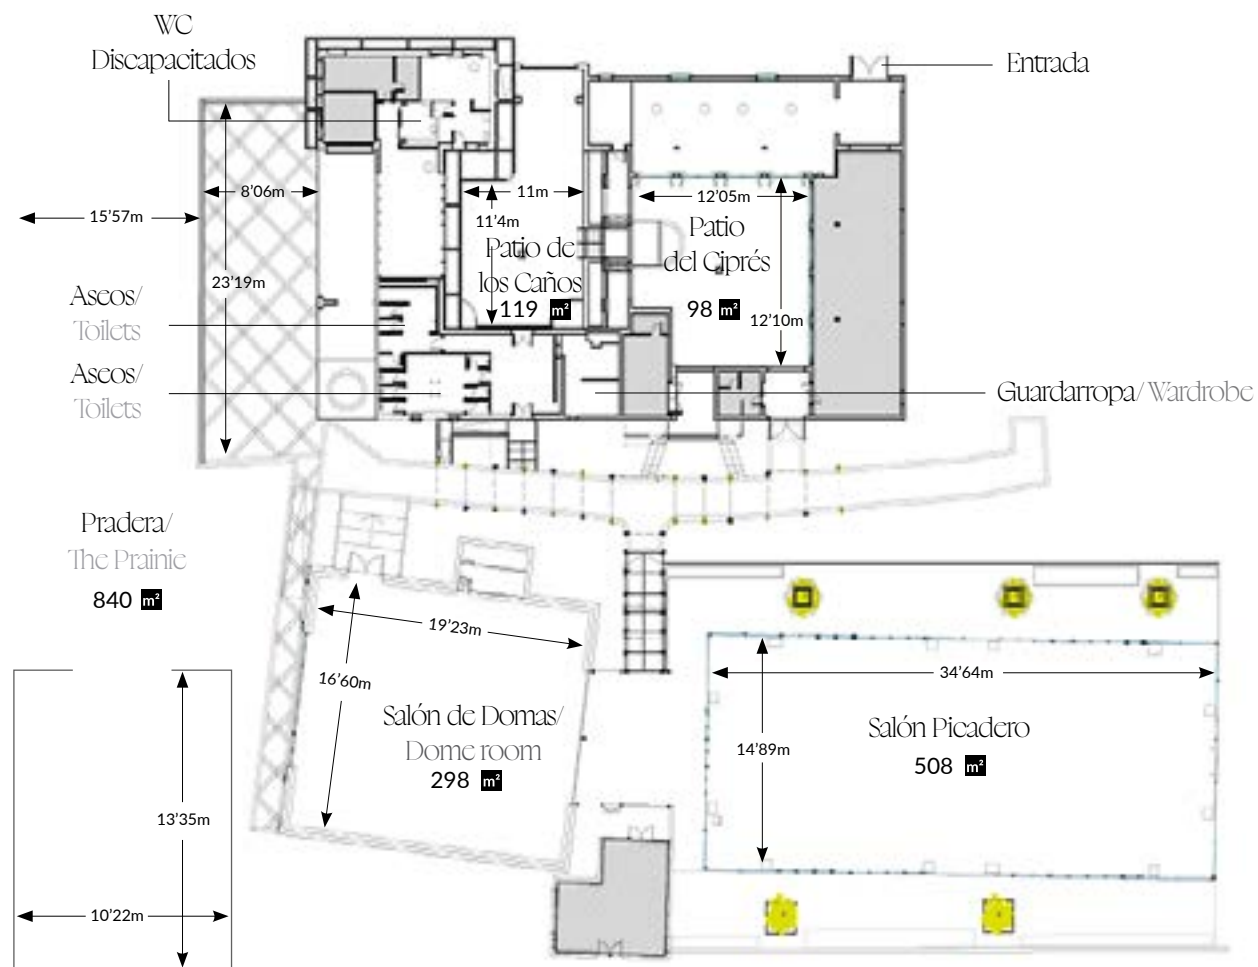 WC
Discapacitados
Entrada
8'06m
11m
12'05m
15'57m
11'4m
Patio de
los Caños
119 m²
Patio
del Ciprés
98 m²
23'19m
12'10m
Aseos/
Toilets
Aseos/
Toilets
Guardarropa/ Wardrobe
Pradera/
The Prainie
840 m²
19'23m
16'60m
Salón de Domas/
Dome room
298 m²
34'64m
14'89m
Salón Picadero
508 m²
13'35m
10'22m